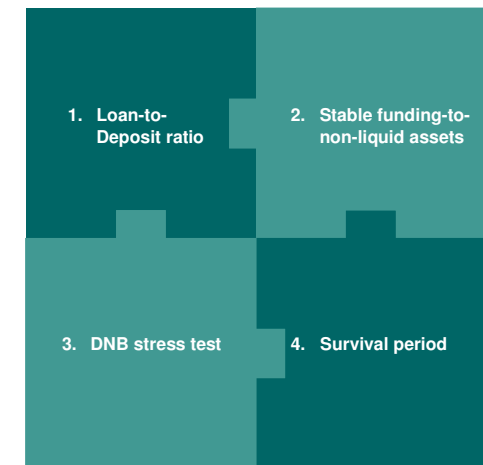 1. Loan-to-
Deposit ratio
2. Stable funding-to-
non-liquid assets
3. DNB stress test
4. Survival period